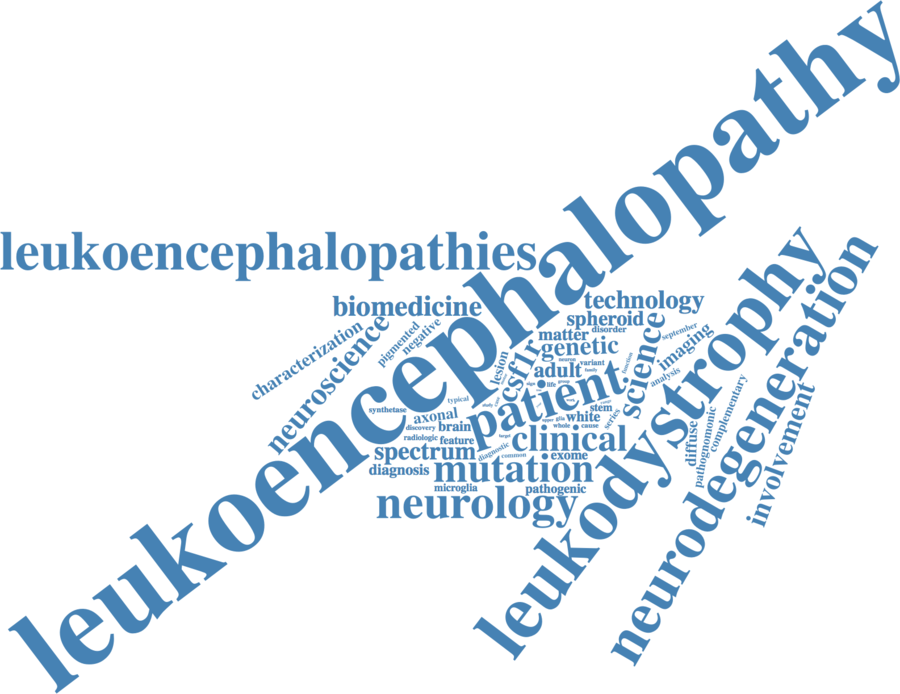 leukoencephalopathy
leukoencephalopathies
leukodystrophy
neurodegeneration
biomedicine
technology
spheroid
disorder
matter
genetic
science
september
imaging
analysis
characterization
neuroscience
pigmented
negative
lesion
csf1r
neuron
variant
family
adult
function
patient
life
group
typical
synthetase
axonal
discovery
brain
radiologic
feature
spectrum
diagnostic
common
target
clinical
white
stem
series
whole
cause
glia
exome
diagnosis
mutation
microglia
pathogenic
neurology
diffuse
pathognomonic
complementary
involvement